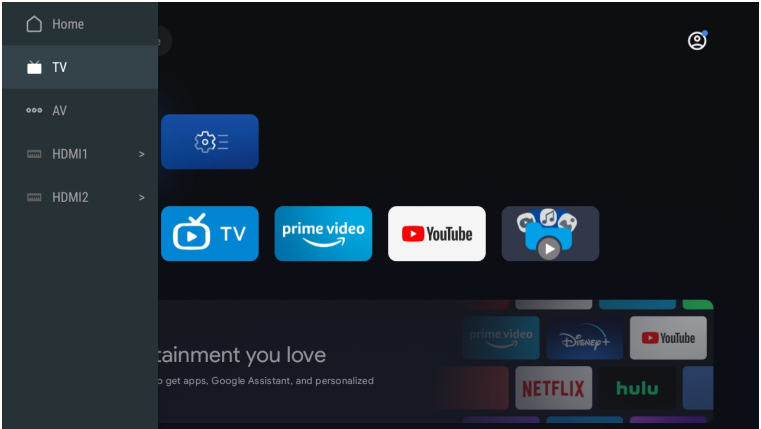 Home
TV
AV
HDMI1 >
HDMI2 >
TV
prime video
YouTube
tainment you love
o get apps, Google Assistant, and personalized
prime video
Disney+
YouTube
NETFLIX
hulu